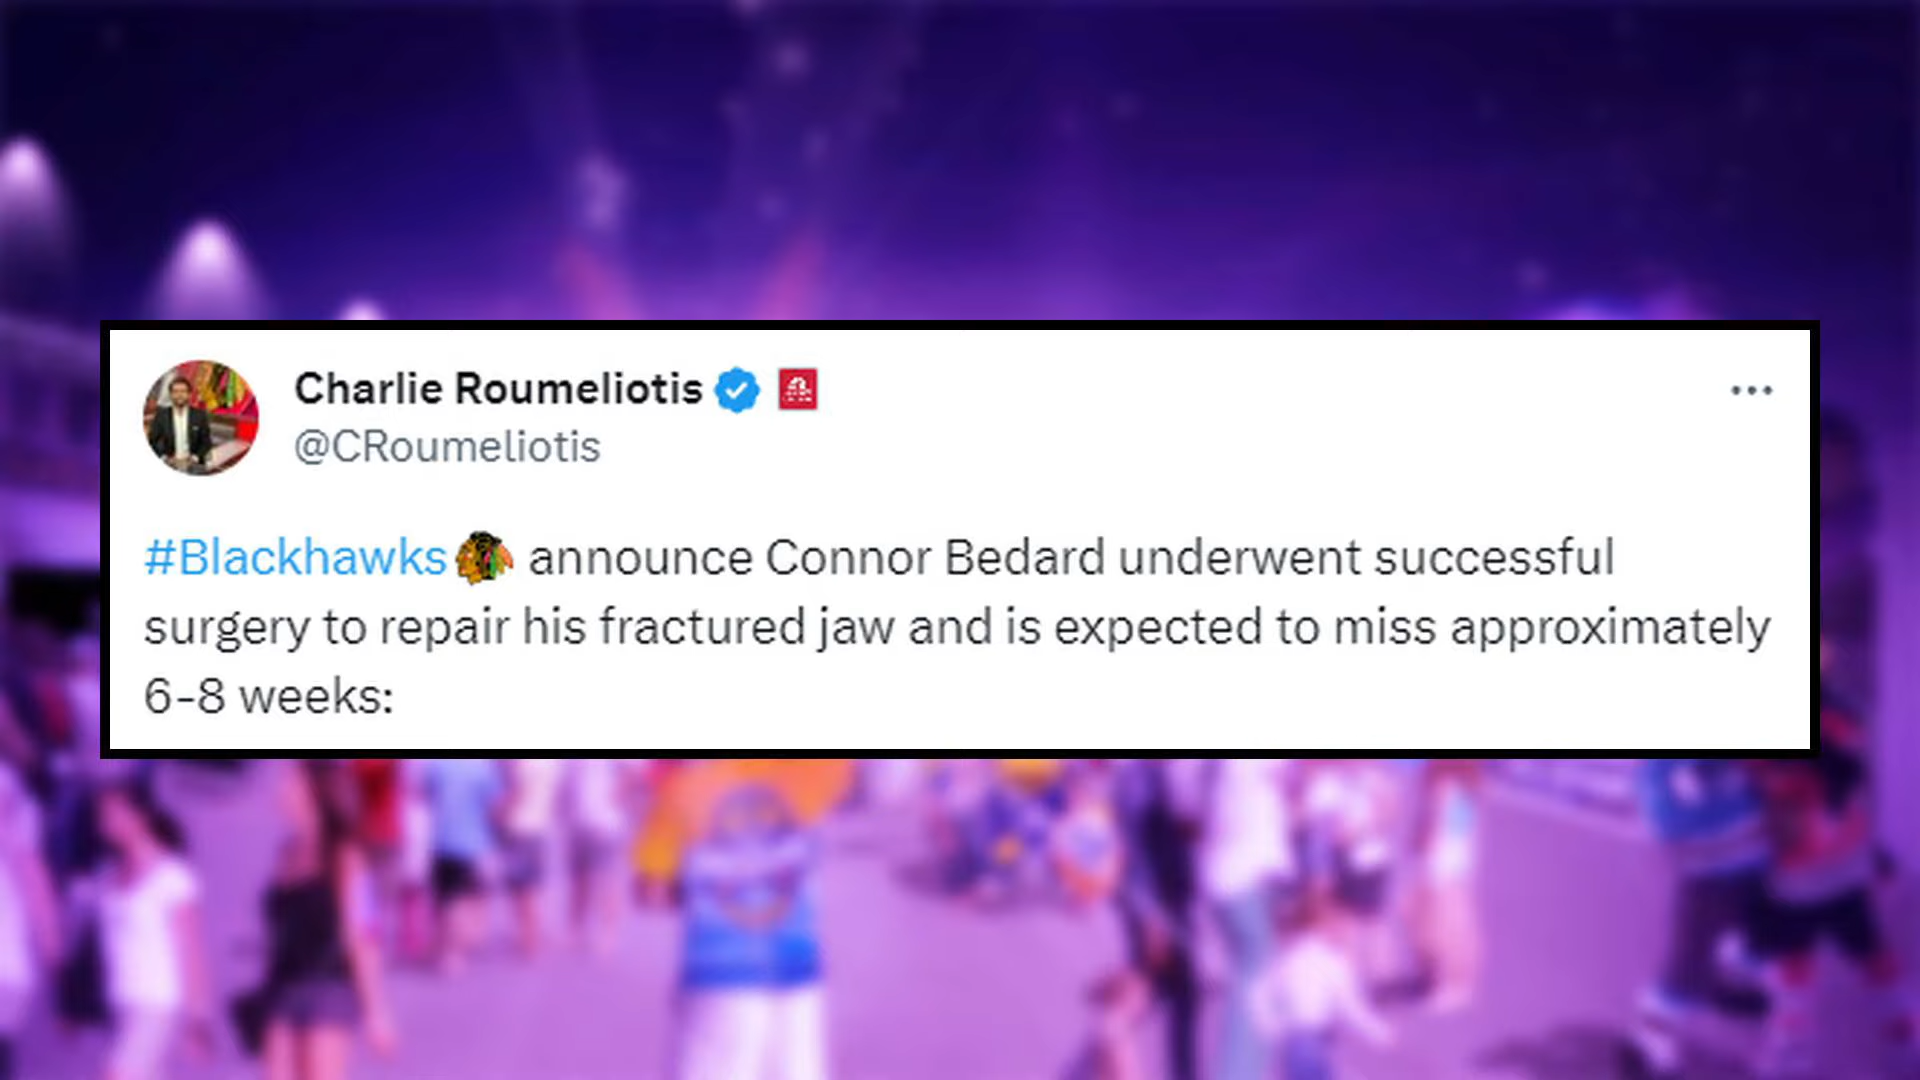 Charlie Roumeliotis
@CRoumeliotis
#Blackhawks announce Connor Bedard underwent successful
surgery to repair his fractured jaw and is expected to miss approximately
6-8 weeks: